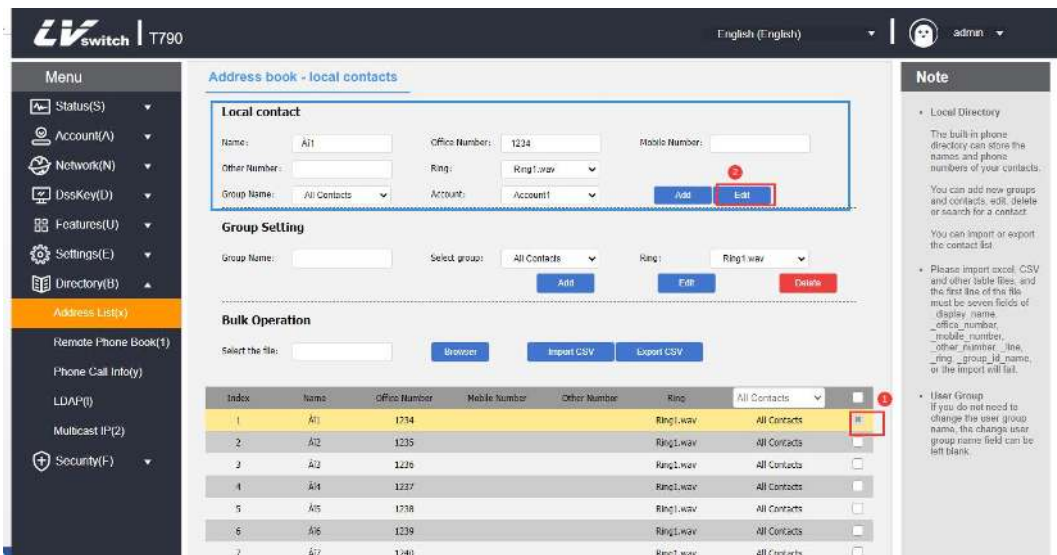 LVswitch | T790
English (English)
admin
Menu
Status(S)
Account(A)
Network(N)
DssKey(D)
Features(U)
Settings(E)
Directory(B)
Address List(x)
Remote Phone Book(1)
Phone Call Info(y)
LDAP(l)
Multicast IP(2)
Security(F)
Address book - local contacts
Local contact
Name: Âï1 Office Number: 1234 Mobile Number:
Other Number: Ring: Ring1.wav
2
Group Name: All Contacts Account: Account1 Add Edit
Group Setting
Group Name: Select group: All Contacts Ring: Ring1.wav
Add Edit Delete
Bulk Operation
Select the file: Browser Import CSV Export CSV
Index Name Office Number Mobile Number Other Number Ring All Contacts
1
1 1234 Ring1.wav All Contacts
2 1235 Ring1.wav All Contacts
3 1236 Ring1.wav All Contacts
4 1237 Ring1.wav All Contacts
5 1238 Ring1.wav All Contacts
6 1239 Ring1.wav All Contacts
7 1240 Ring1.wav All Contacts
Note
Local Directory
The built-in phone
directory can store the
names and phone
numbers of your contacts.
You can add new groups
and contacts, edit, delete
or search for a contact
You can import or export
the contact list
Please import excel, CSV
and other table files, and
the first line of the file
must be seven fields of
_display_name,
_office_number,
_mobile_number,
_other_number, _line,
_ring, _group_id_name,
or the import will fail.
User Group
If you do not need to
change the user group
name, the change user
group name field can be
left blank.